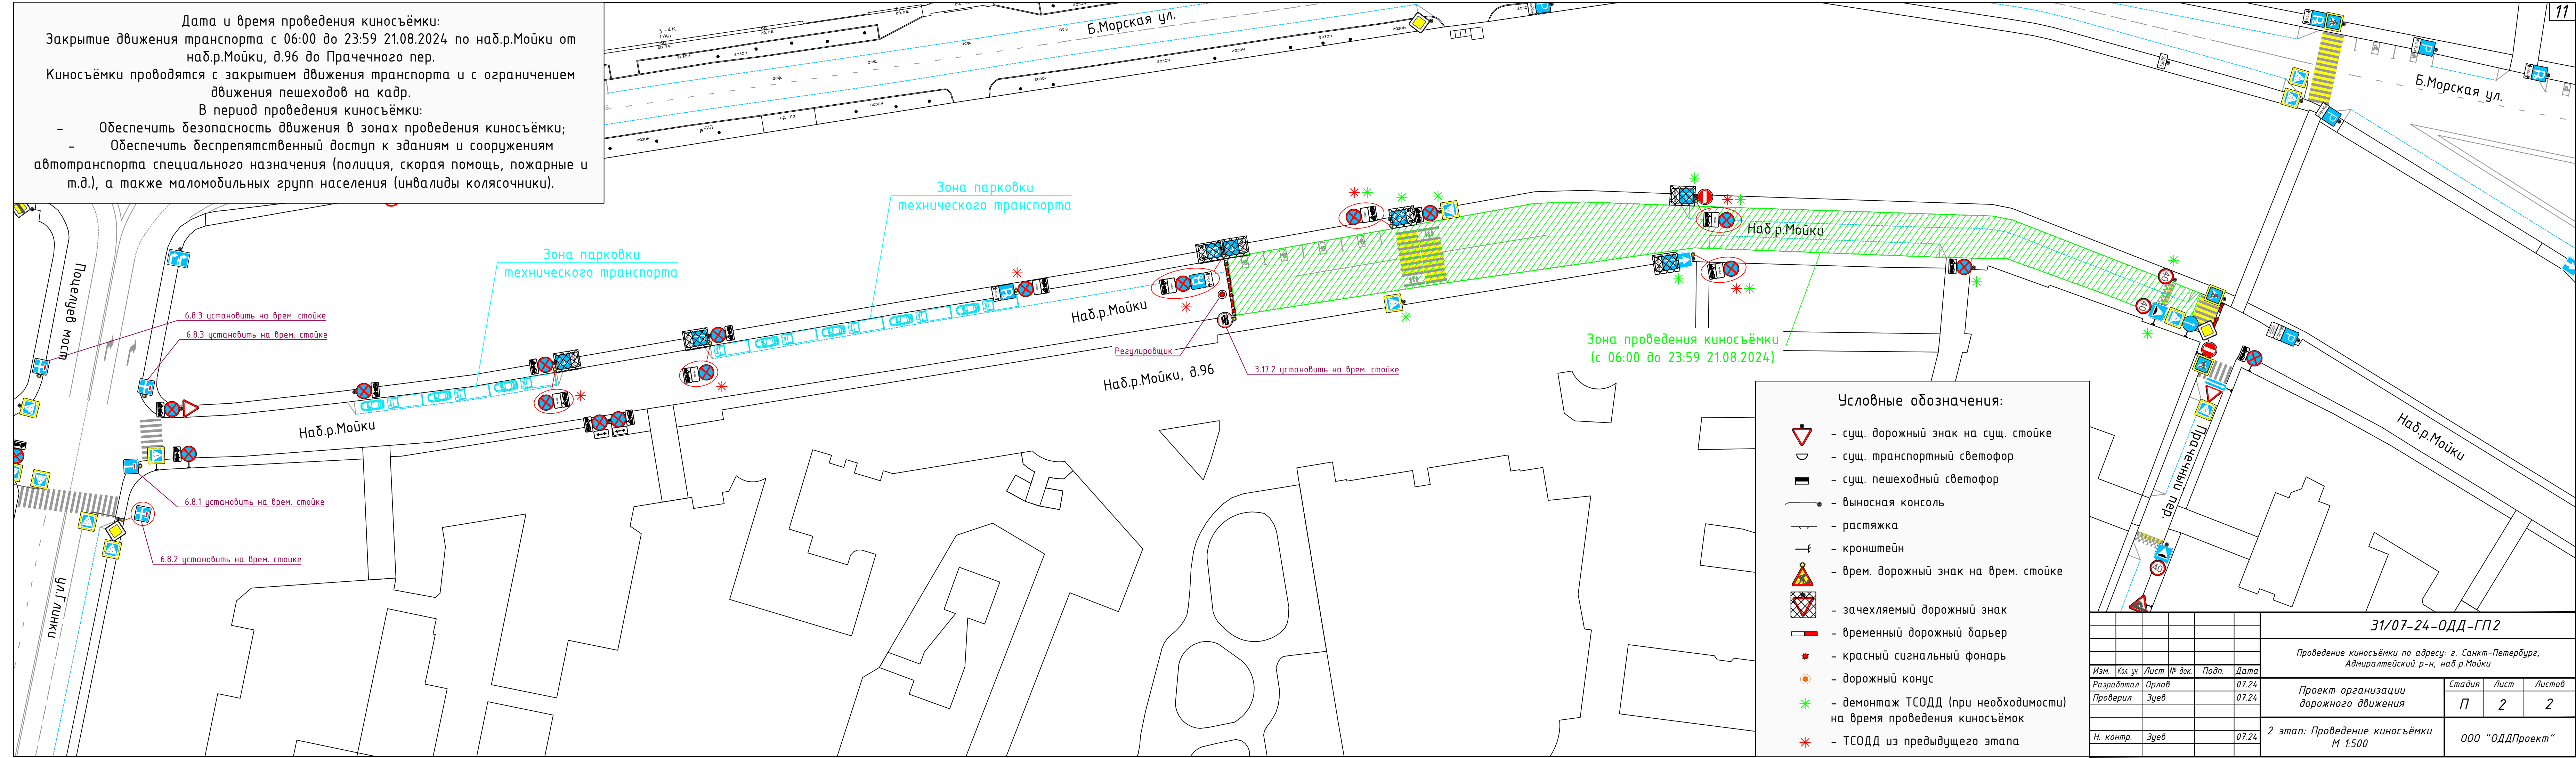 11
Дата и время проведения киносъёмки:
Закрытие движения транспорта с 06:00 до 23:59 21.08.2024 по наб.р.Мойки от
наб.р.Мойки, д.96 до Прачечного пер.
Киносъёмки проводятся с закрытием движения транспорта и с ограничением
движения пешеходов на кадр.
В период проведения киносъёмки:
- Обеспечить безопасность движения в зонах проведения киносъёмки;
- Обеспечить беспрепятственный доступ к зданиям и сооружениям
автотранспорта специального назначения (полиция, скорая помощь, пожарные и
т.д.), а также маломобильных групп населения (инвалиды колясочники).
Б.Морская ул.
Б.Морская ул.
Зона парковки
технического транспорта
Зона парковки
технического транспорта
Поцелуев мост
6.8.3 установить на врем. стойке
6.8.3 установить на врем. стойке
Наб.р.Мойки
Наб.р.Мойки
Наб.р.Мойки
Регулировщик
3.17.2 установить на врем. стойке
Наб.р.Мойки, д.96
Зона проведения киносъёмки
(с 06:00 до 23:59 21.08.2024)
40
40
Наб.р.Мойки
Прачечный пер.
40
6.8.1 установить на врем. стойке
6.8.2 установить на врем. стойке
ул.Глинки
Условные обозначения:
- сущ. дорожный знак на сущ. стойке
- сущ. транспортный светофор
- сущ. пешеходный светофор
- выносная консоль
- растяжка
- кронштейн
- врем. дорожный знак на врем. стойке
- зачехляемый дорожный знак
- временный дорожный барьер
- красный сигнальный фонарь
- дорожный конус
- демонтаж ТСОДД (при необходимости)
на время проведения киносъёмок
- ТСОДД из предыдущего этапа
31/07-24-ОДД-ГП2
Проведение киносъёмки по адресу: г. Санкт-Петербург,
Адмиралтейский р-н, наб.р.Мойки
Изм. Кол.уч. Лист № док. Подп. Дата
Разработал Орлов 07.24
Проверил Зуев 07.24
Н. контр. Зуев 07.24
Проект организации
дорожного движения
Стадия Лист Листов
П 2 2
2 этап: Проведение киносъёмки
М 1:500
ООО "ОДДПроект"